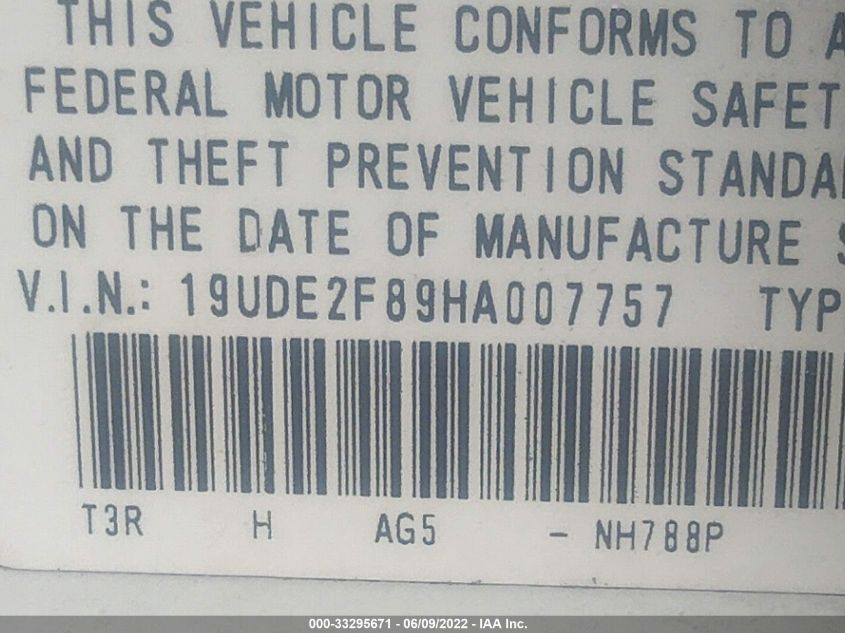 THIS VEHICLE CONFORMS TO A
FEDERAL MOTOR VEHICLE SAFET
AND THEFT PREVENTION STANDA
ON THE DATE OF MANUFACTURE S
V.I.N.: 19UDE2F89HA007757 TYP
T3R H AG5 - NH788P
000-33295671 - 06/09/2022 - IAA Inc.